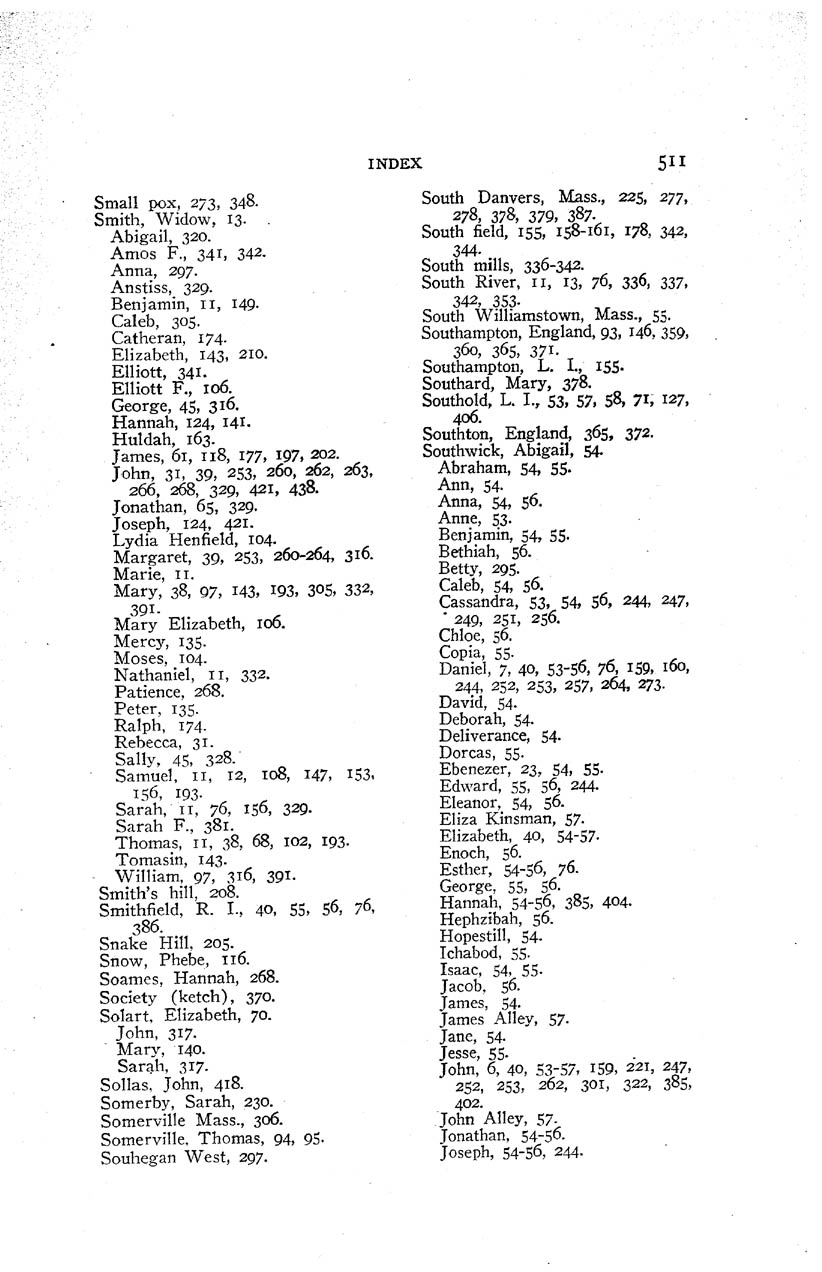 INDEX 511
Small pox, 273, 348.
Smith, Widow, 13.
Abigail, 320.
Amos F., 341, 342.
Anna, 297.
Anstiss, 329.
Benjamin, 11, 149.
Caleb, 305.
Catheran, 174.
Elizabeth, 143, 210.
Elliott, 341.
Elliott F., 106.
George, 45, 316.
Hannah, 124, 141.
Huldah, 163.
James, 61, 118, 177, 197, 202.
John, 31, 39, 253, 260, 262, 263,
266, 268, 329, 421, 438.
Jonathan, 65, 329.
Joseph, 124, 421.
Lydia Henfield, 104.
Margaret, 39, 253, 260-264, 316.
Marie, 11.
Mary, 38, 97, 143, 193, 305, 332,
391.
Mary Elizabeth, 106.
Mercy, 135.
Moses, 104.
Nathaniel, 11, 332.
Patience, 268.
Peter, 135.
Ralph, 174.
Rebecca, 31.
Sally, 45, 328.
Samuel, 11, 12, 108, 147, 153,
156, 193.
Sarah, 11, 76, 156, 329.
Sarah F., 381.
Thomas, 11, 38, 68, 102, 193.
Tomasin, 143.
William, 97, 316, 391.
Smith's hill, 208.
Smithfield, R. I., 40, 55, 56, 76,
386.
Snake Hill, 205.
Snow, Phebe, 116.
Soames, Hannah, 268.
Society (ketch), 370.
Solart, Elizabeth, 70.
John, 317.
Mary, 140.
Sarah, 317.
Sollas, John, 418.
Somerby, Sarah, 230.
Somerville Mass., 306.
Somerville, Thomas, 94, 95.
Souhegan West, 297.
South Danvers, Mass., 225, 277,
278, 378, 379, 387.
South field, 155, 158-161, 178, 342,
344.
South mills, 336-342.
South River, 11, 13, 76, 336, 337,
342, 353.
South Williamstown, Mass., 55.
Southampton, England, 93, 146, 359,
360, 365, 371.
Southampton, L. I., 155.
Southard, Mary, 378.
Southold, L. I., 53, 57, 58, 71, 127,
406.
Southton, England, 365, 372.
Southwick, Abigail, 54.
Abraham, 54, 55.
Ann, 54.
Anna, 54, 56.
Anne, 53.
Benjamin, 54, 55.
Bethiah, 56.
Betty, 295.
Caleb, 54, 56.
Cassandra, 53, 54, 56, 244, 247,
249, 251, 256.
Chloe, 56.
Copia, 55.
Daniel, 7, 40, 53-56, 76, 159, 160,
244, 252, 253, 257, 264, 273.
David, 54.
Deborah, 54.
Deliverance, 54.
Dorcas, 55.
Ebenezer, 23, 54, 55.
Edward, 55, 56, 244.
Eleanor, 54, 56.
Eliza Kinsman, 57.
Elizabeth, 40, 54-57.
Enoch, 56.
Esther, 54-56, 76.
George, 55, 56.
Hannah, 54-56, 385, 404.
Hephzibah, 56.
Hopestill, 54.
Ichabod, 55.
Isaac, 54, 55.
Jacob, 56.
James, 54.
James Alley, 57.
Jane, 54.
Jesse, 55.
John, 6, 40, 53-57, 159, 221, 247,
252, 253, 262, 301, 322, 385,
402.
John Alley, 57.
Jonathan, 54-56.
Joseph, 54-56, 244.